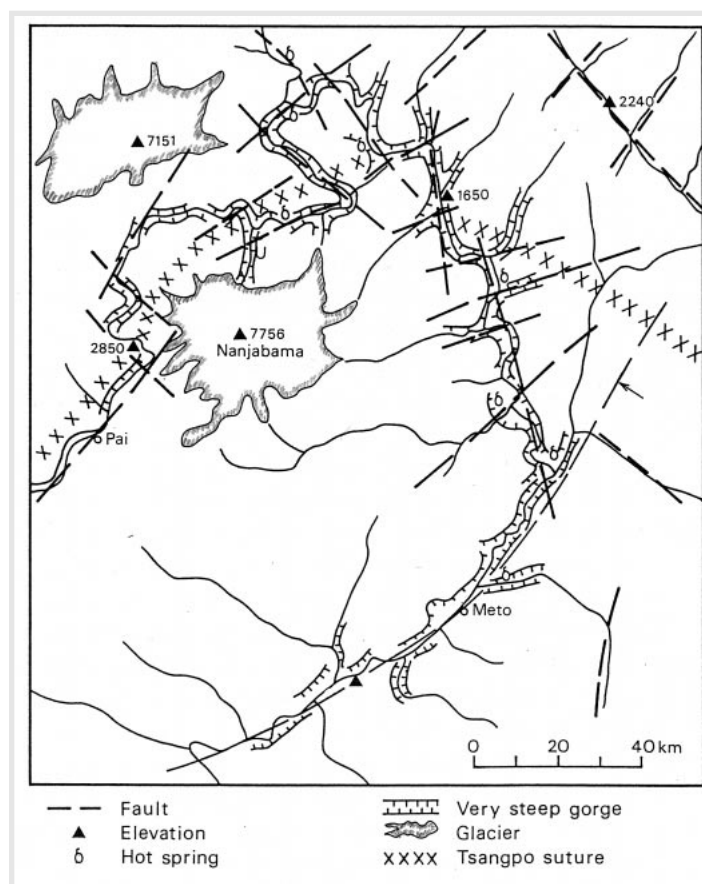 2240
7151
1650
7756
Nanjabama
2850
Pai
Meto
0 20 40 km
Fault
Elevation
Hot spring
Very steep gorge
Glacier
Tsangpo suture